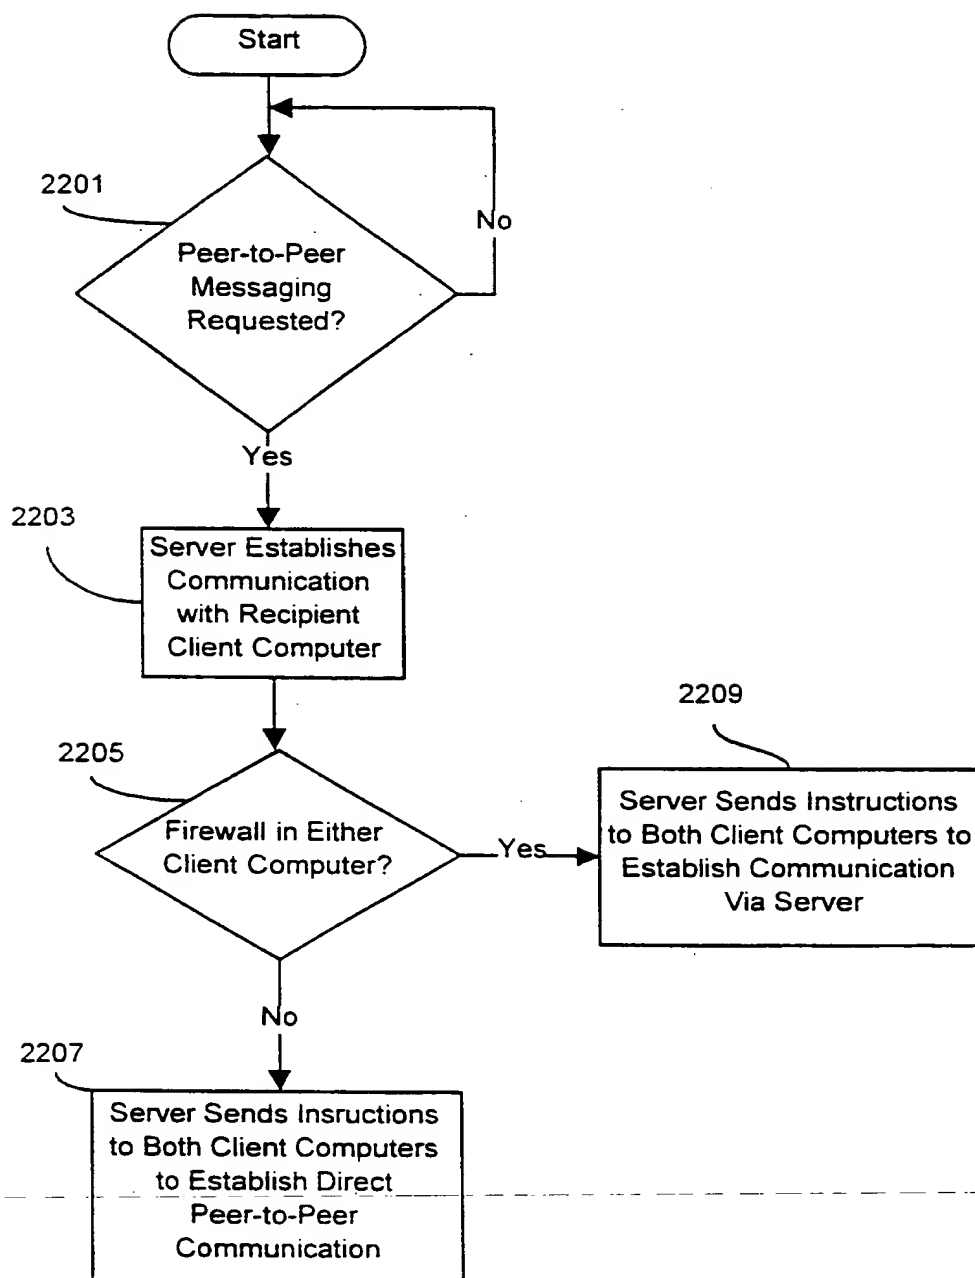 Start
2201
No
Peer-to-Peer
Messaging
Requested?
Yes
2203
Server Establishes
Communication
with Recipient
Client Computer
2209
2205
Server Sends Instructions
to Both Client Computers to
Establish Communication
Via Server
Firewall in Either
Client Computer?
Yes
No
2207
Server Sends Insructions
to Both Client Computers
to Establish Direct
Peer-to-Peer
Communication